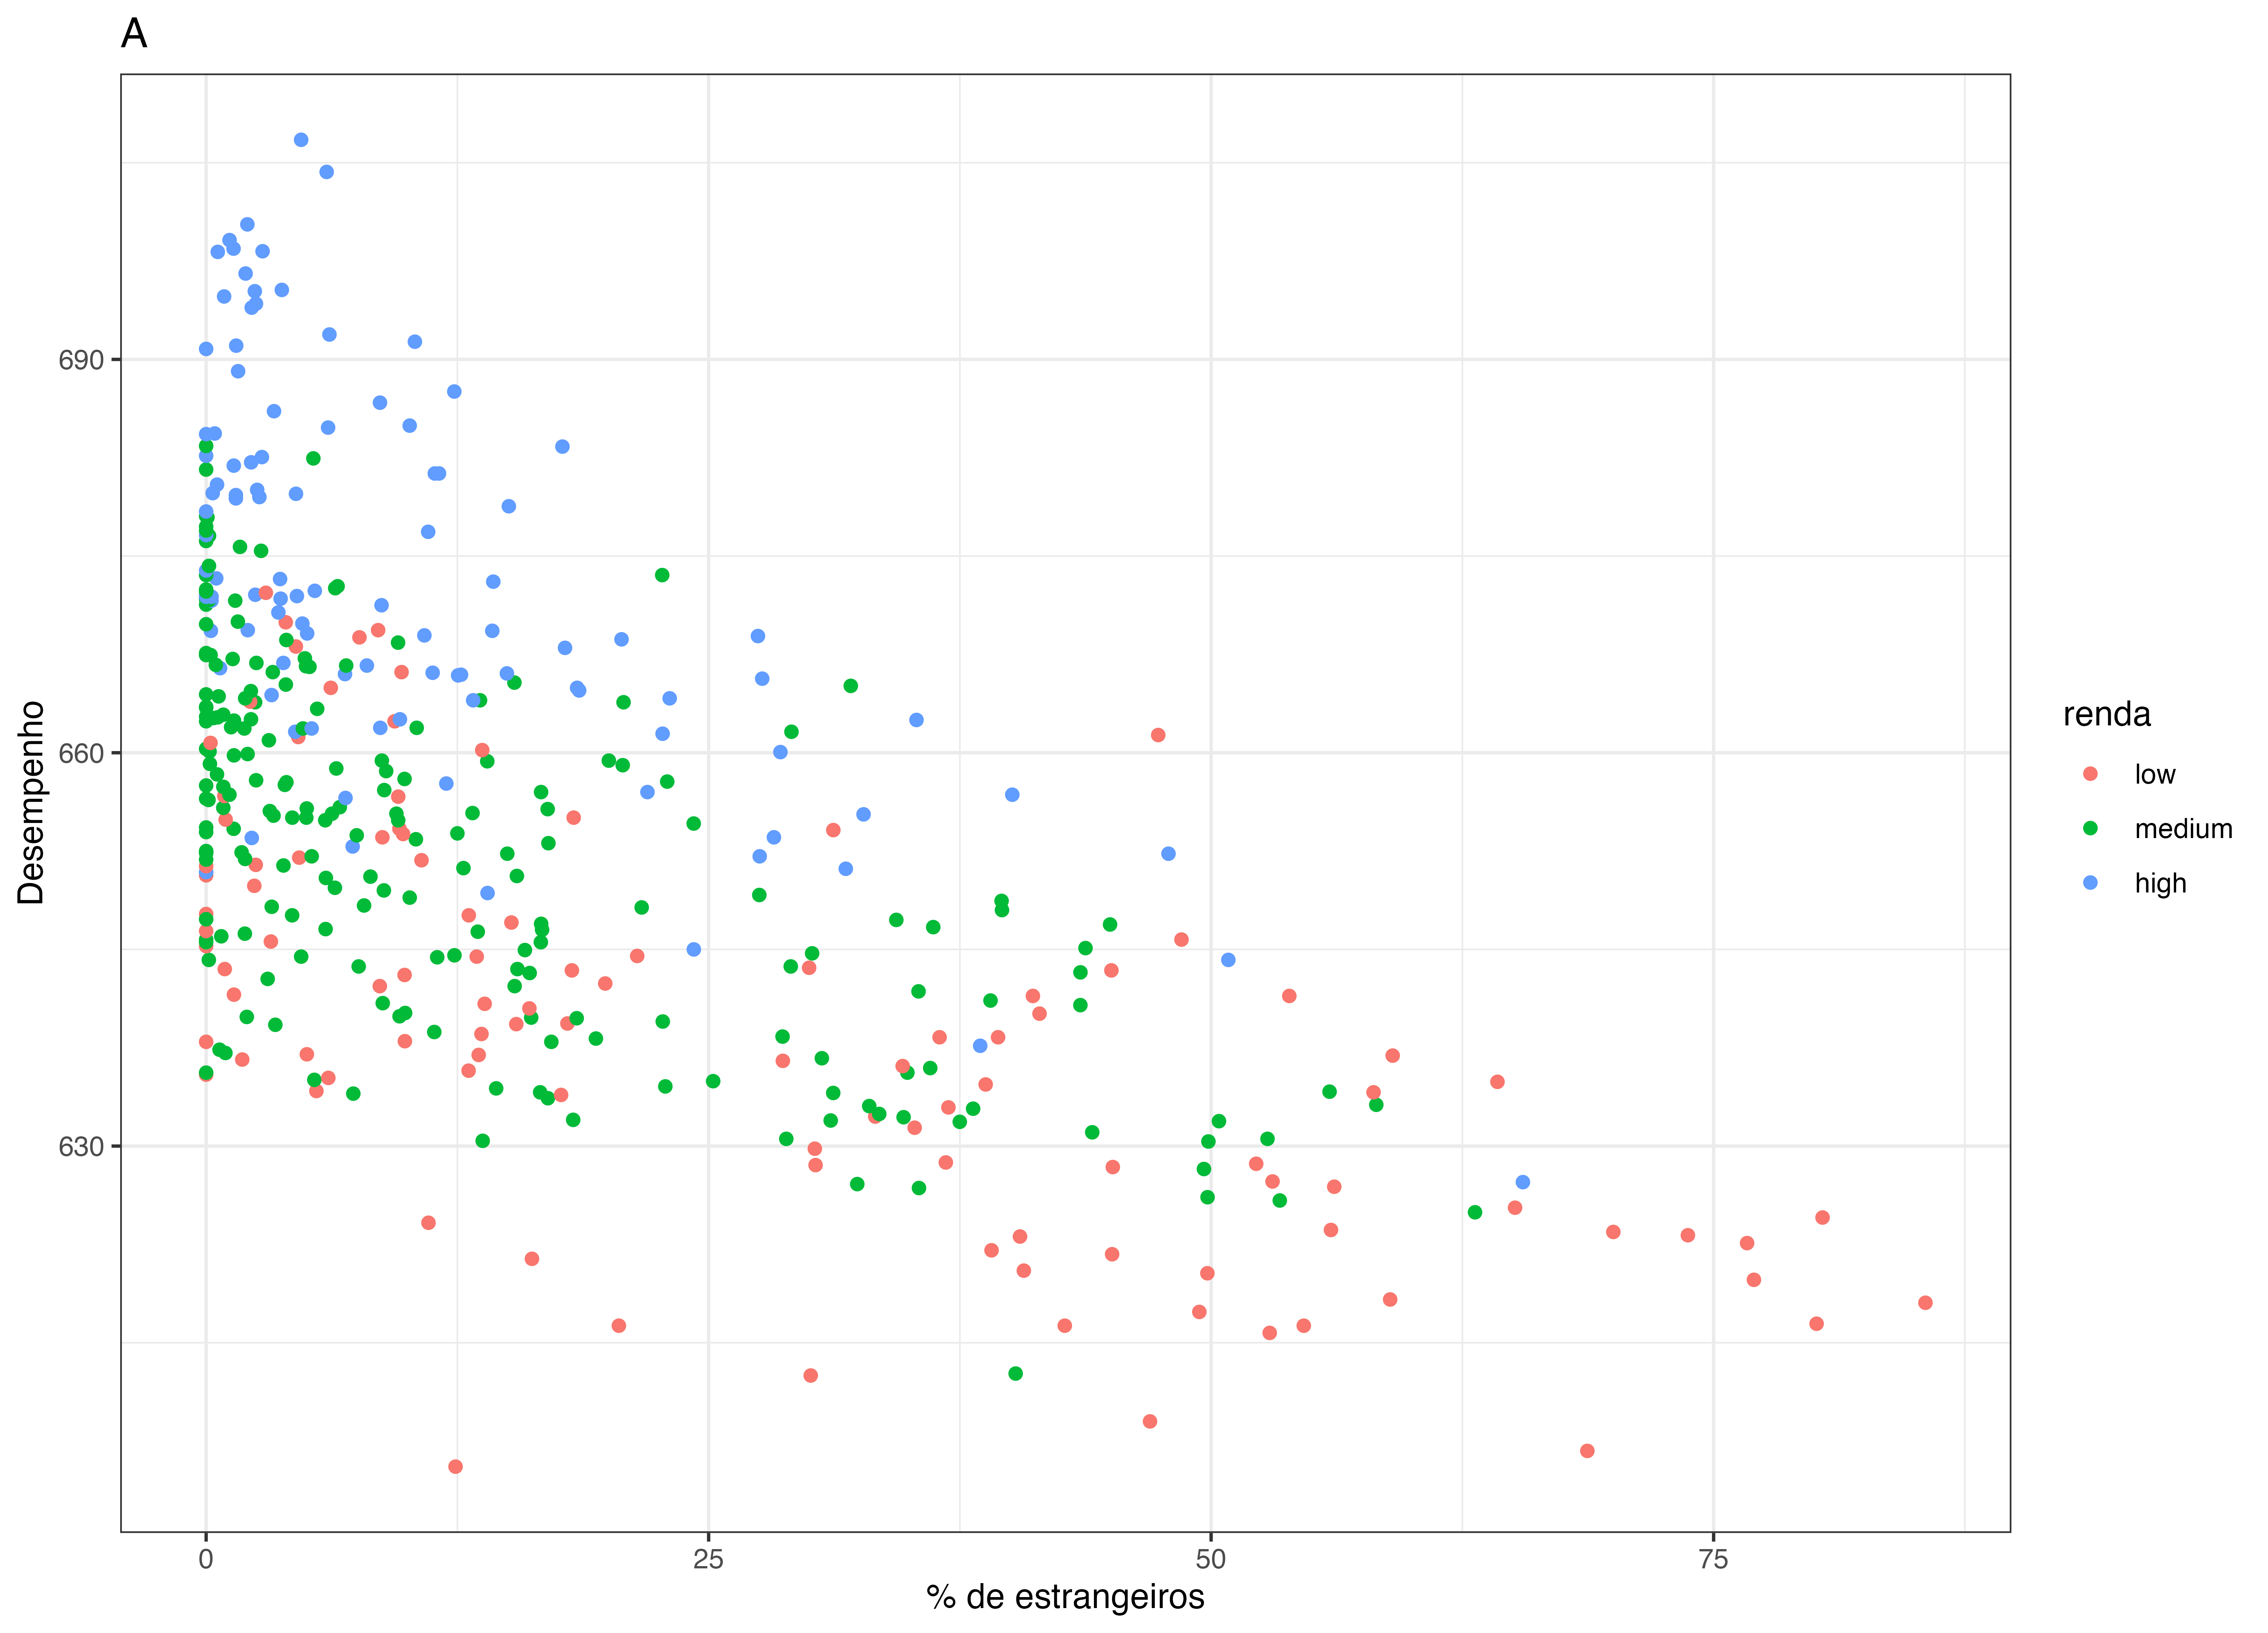 A
690
660
630
Desempenho
0 25 50 75
% de estrangeiros
renda
low
medium
high